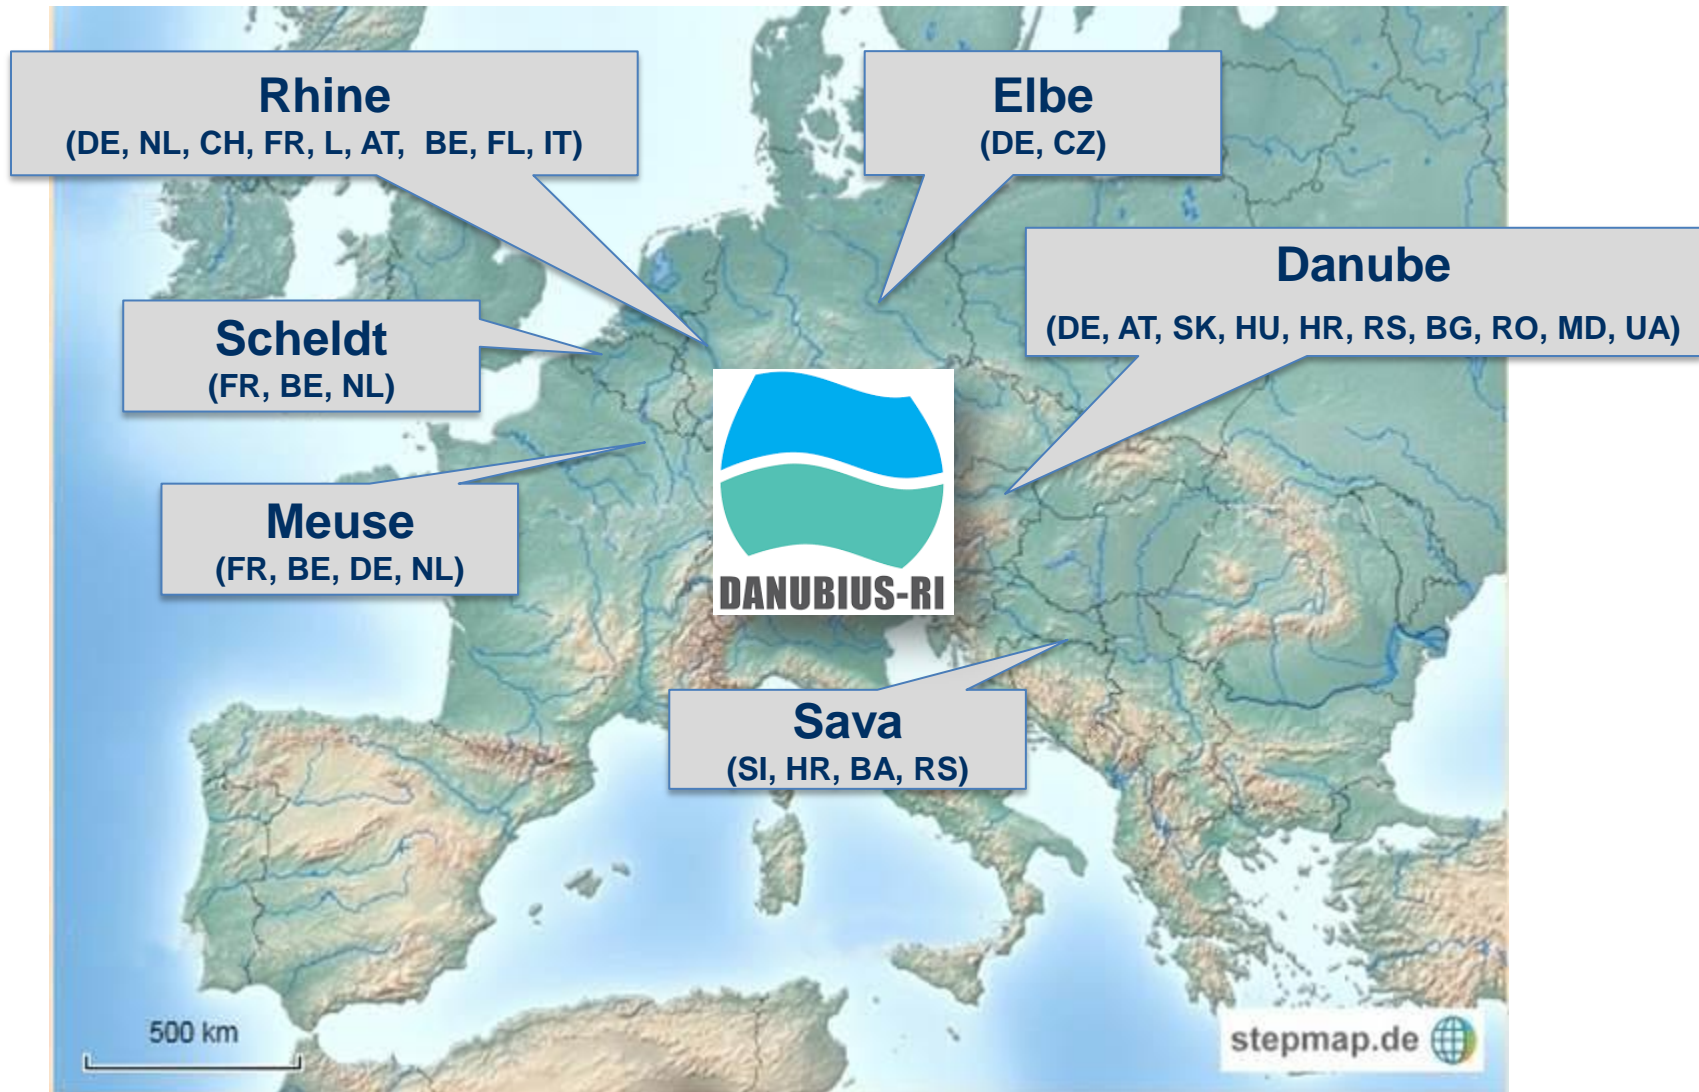 Rhine
(DE, NL, CH, FR, L, AT, BE, FL, IT)
Elbe
(DE, CZ)
Danube
(DE, AT, SK, HU, HR, RS, BG, RO, MD, UA)
Scheldt
(FR, BE, NL)
Meuse
(FR, BE, DE, NL)
DANUBIUS-RI
Sava
(SI, HR, BA, RS)
500 km
stepmap.de